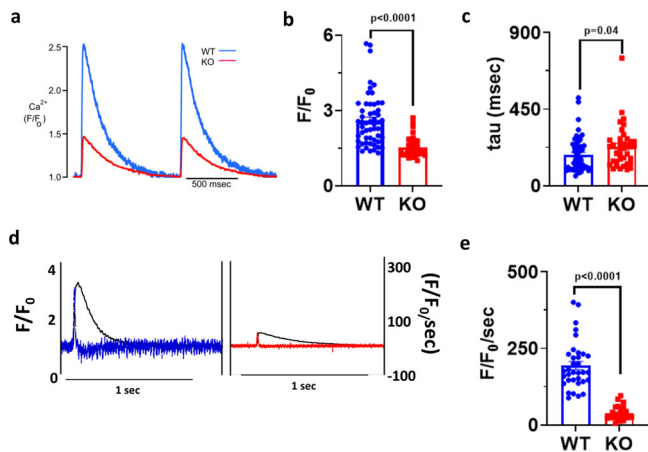 a
2.5
2.0
1.5
1.0
Ca2+
(F/Fo)
WT
KO
500 msec
b
p<0.0001
F/F0
9
6
3
0
WT KO
c
p=0.04
tau (msec)
900
450
0
WT KO
d
F/F0
4
2
0
1 sec
1 sec
300
100
-100
(F/F0/sec)
e
p<0.0001
F/F0/sec
500
250
0
WT KO